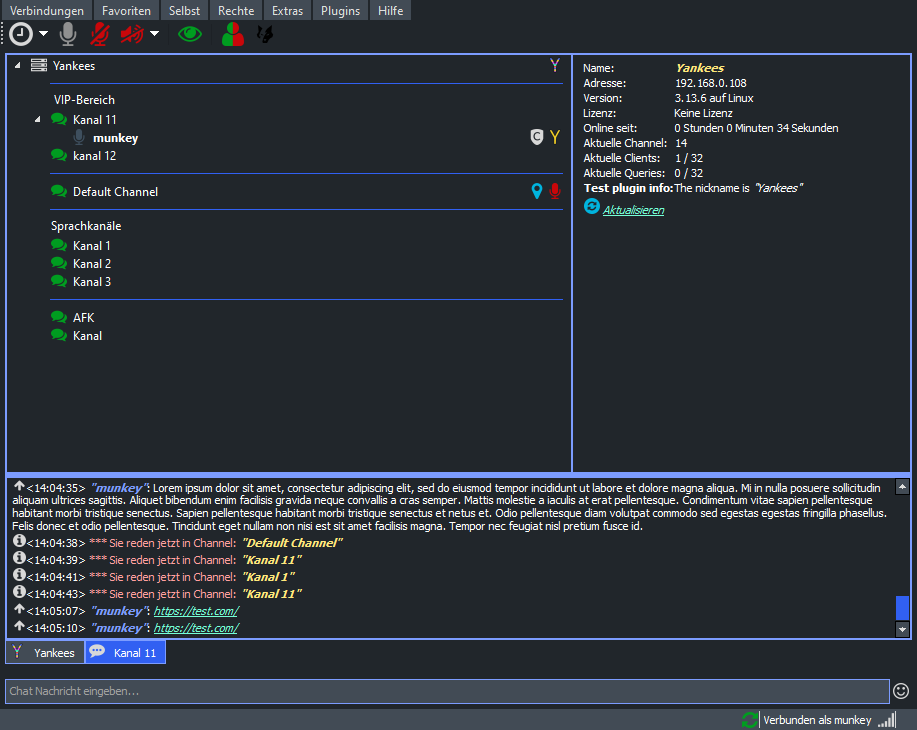 Verbindungen Favoriten Selbst Rechte Extras Plugins Hilfe
Yankees
VIP-Bereich
Kanal 11
munkey
kanal 12
Default Channel
Sprachkanäle
Kanal 1
Kanal 2
Kanal 3
AFK
Kanal
Name: Yankees
Adresse: 192.168.0.108
Version: 3.13.6 auf Linux
Lizenz: Keine Lizenz
Online seit: 0 Stunden 0 Minuten 34 Sekunden
Aktuelle Channel: 14
Aktuelle Clients: 1 / 32
Aktuelle Queries: 0 / 32
Test plugin info: The nickname is "Yankees"
Aktualisieren
<14:04:35> "munkey": Lorem ipsum dolor sit amet, consectetur adipiscing elit, sed do eiusmod tempor incididunt ut labore et dolore magna aliqua. Mi in nulla posuere sollicitudin
aliquam ultrices sagittis. Aliquet bibendum enim facilisis gravida neque convallis a cras semper. Mattis molestie a iaculis at erat pellentesque. Condimentum vitae sapien pellentesque
habitant morbi tristique senectus. Sapien pellentesque habitant morbi tristique senectus et netus et. Odio pellentesque diam volutpat commodo sed egestas egestas fringilla phasellus.
Felis donec et odio pellentesque. Tincidunt eget nullam non nisi est sit amet facilisis magna. Tempor nec feugiat nisl pretium fusce id.
<14:04:38> *** Sie reden jetzt in Channel: "Default Channel"
<14:04:39> *** Sie reden jetzt in Channel: "Kanal 11"
<14:04:41> *** Sie reden jetzt in Channel: "Kanal 1"
<14:04:43> *** Sie reden jetzt in Channel: "Kanal 11"
<14:05:07> "munkey": https://test.com/
<14:05:10> "munkey": https://test.com/
Yankees Kanal 11
Chat Nachricht eingeben...
Verbunden als munkey